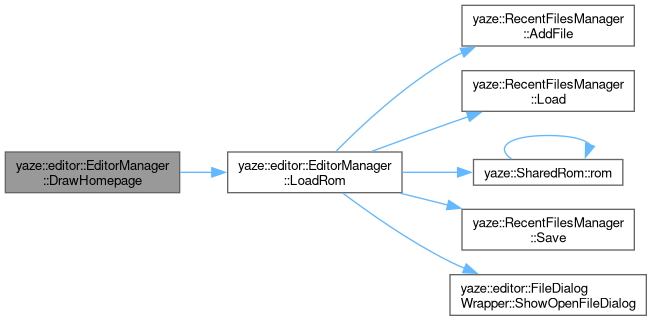 yaze::editor::EditorManager
::DrawHomepage
yaze::editor::EditorManager
::LoadRom
yaze::RecentFilesManager
::AddFile
yaze::RecentFilesManager
::Load
yaze::SharedRom::rom
yaze::RecentFilesManager
::Save
yaze::editor::FileDialog
Wrapper::ShowOpenFileDialog